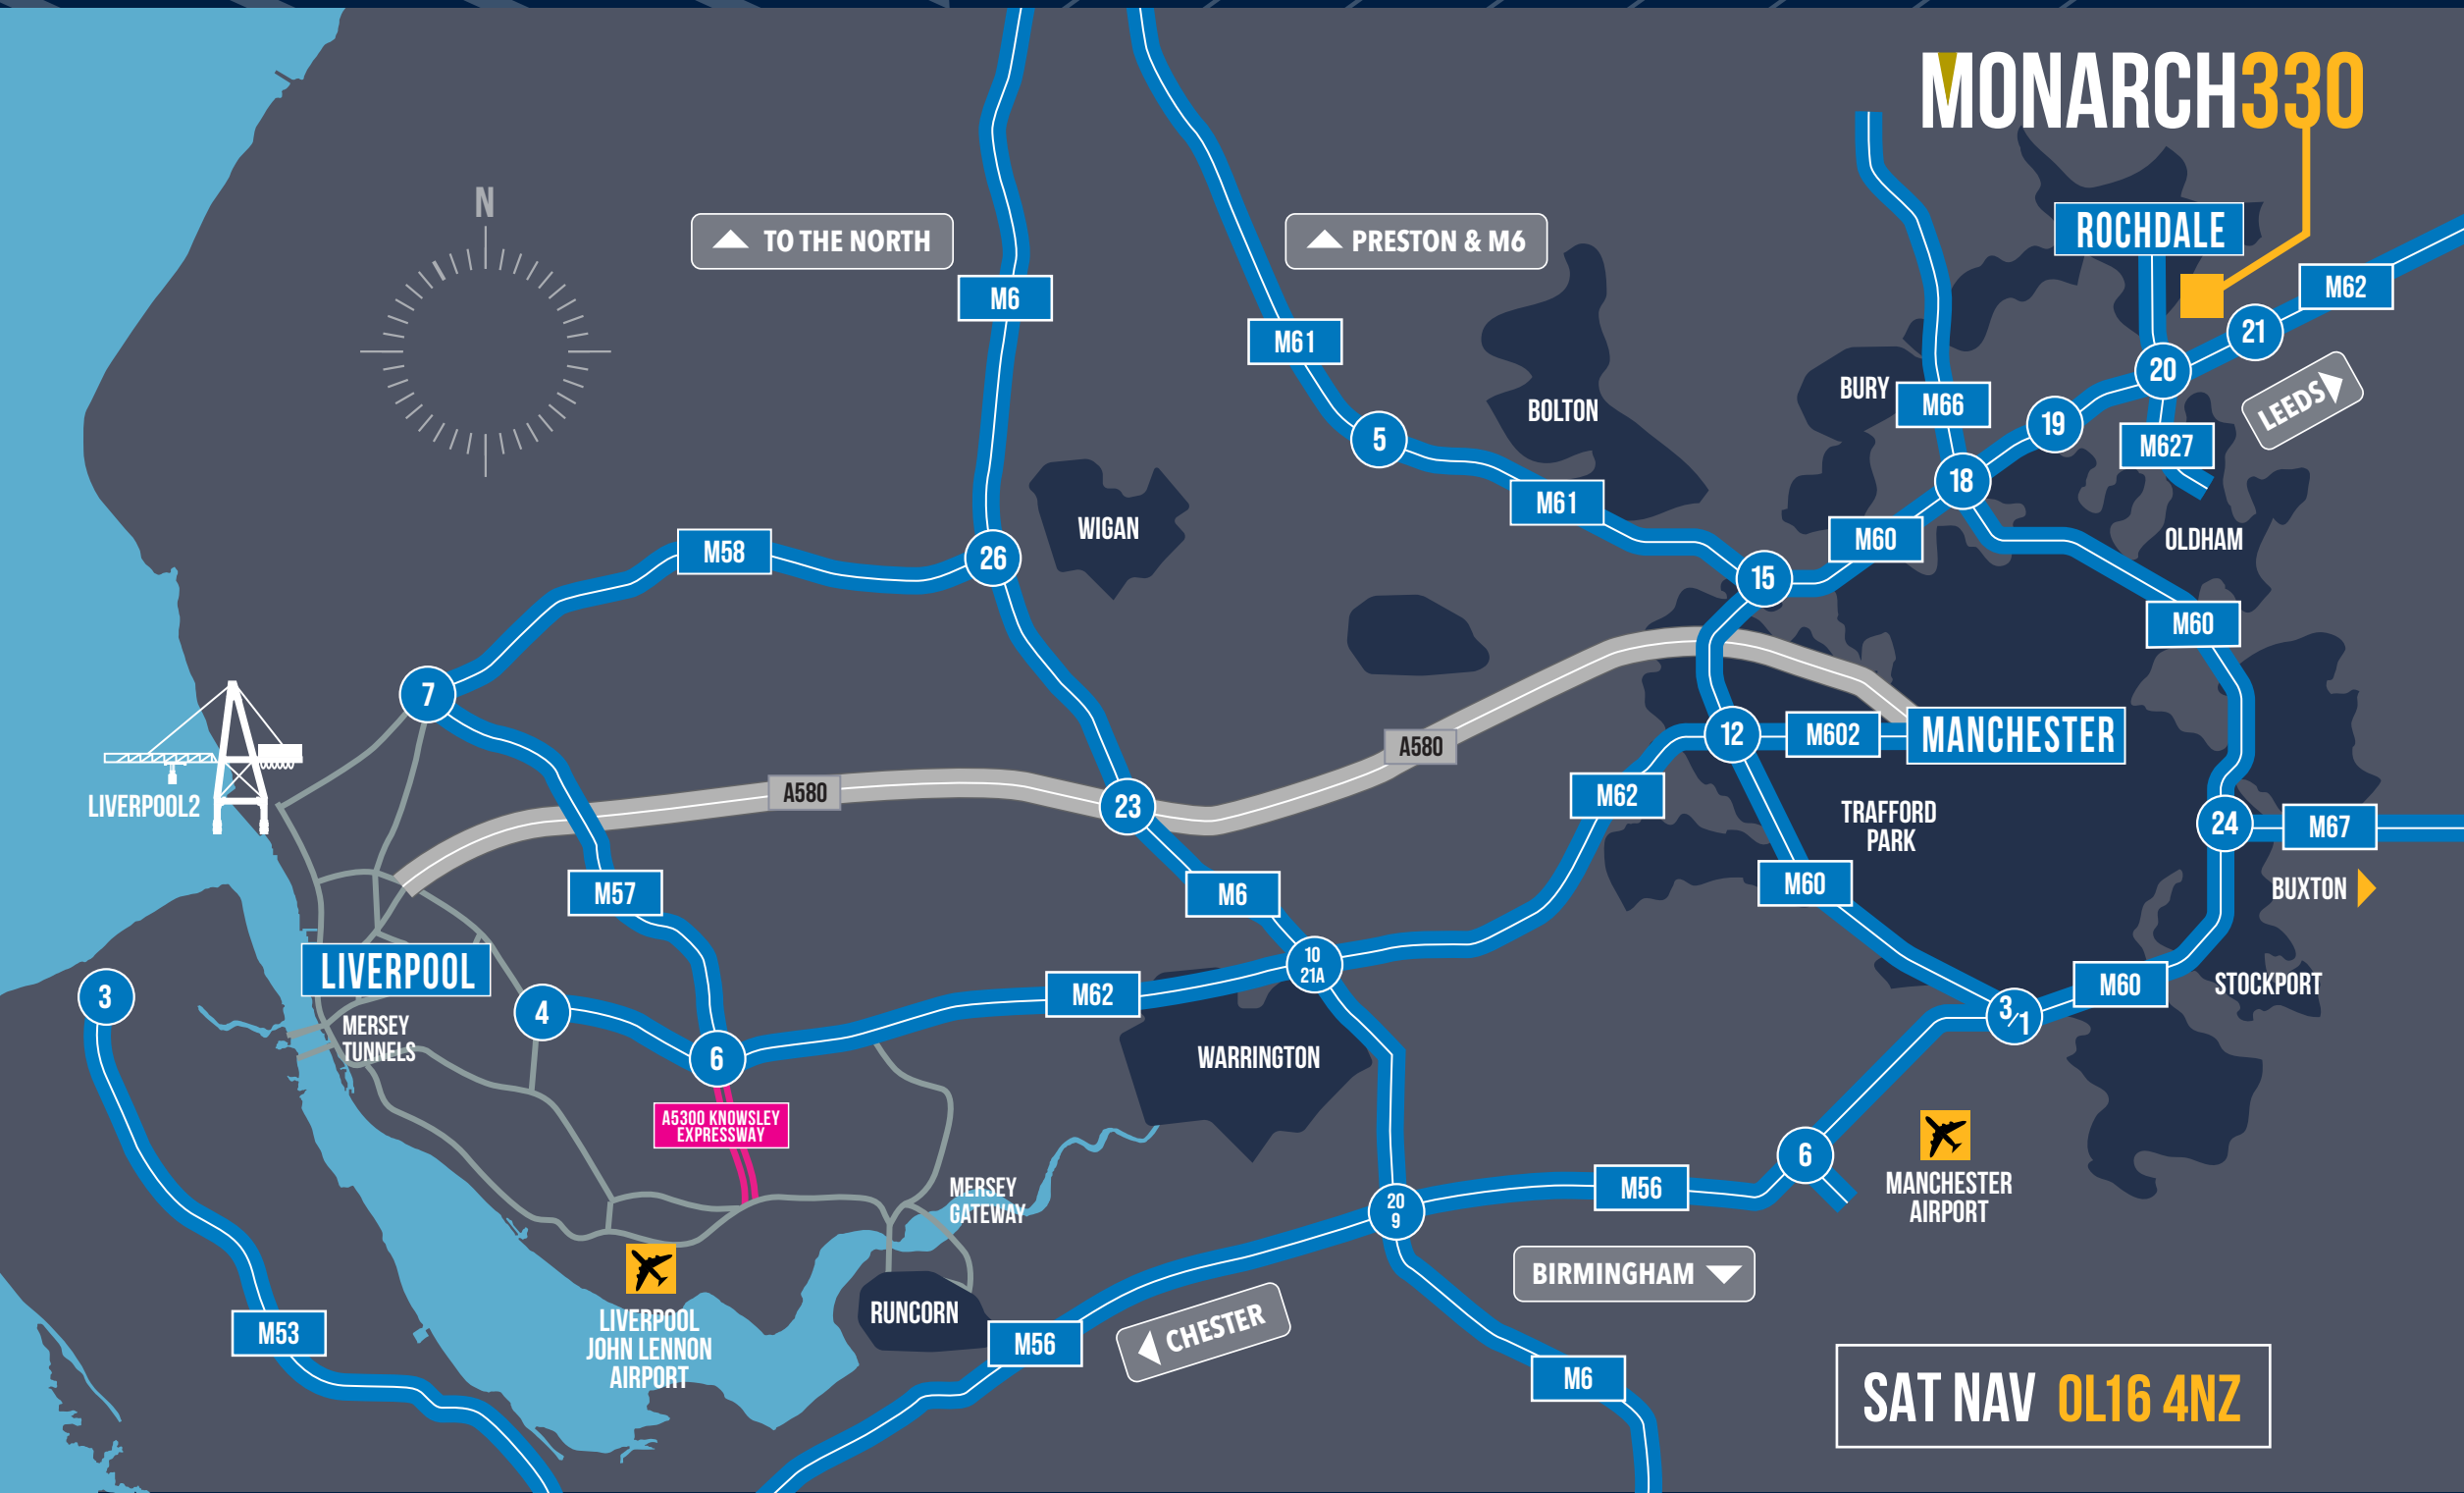 MONARCH330
N
ROCHDALE
TO THE NORTH
PRESTON & M6
M62
M6
21
M61
20
BURY
LEEDS
M66
BOLTON
19
5
M627
18
M61
WIGAN
M60
OLDHAM
M58
26
15
M60
7
12
M602
MANCHESTER
A580
A580
M62
LIVERPOOL2
23
TRAFFORD
PARK
24
M67
M60
BUXTON
M57
M6
LIVERPOOL
10
21A
3
M62
M60
STOCKPORT
4
3/1
MERSEY
TUNNELS
6
WARRINGTON
A5300 KNOWSLEY
EXPRESSWAY
6
MANCHESTER
AIRPORT
MERSEY
GATEWAY
M56
20
9
BIRMINGHAM
RUNCORN
LIVERPOOL
JOHN LENNON
AIRPORT
M53
M56
CHESTER
M6
SAT NAV OL16 4NZ